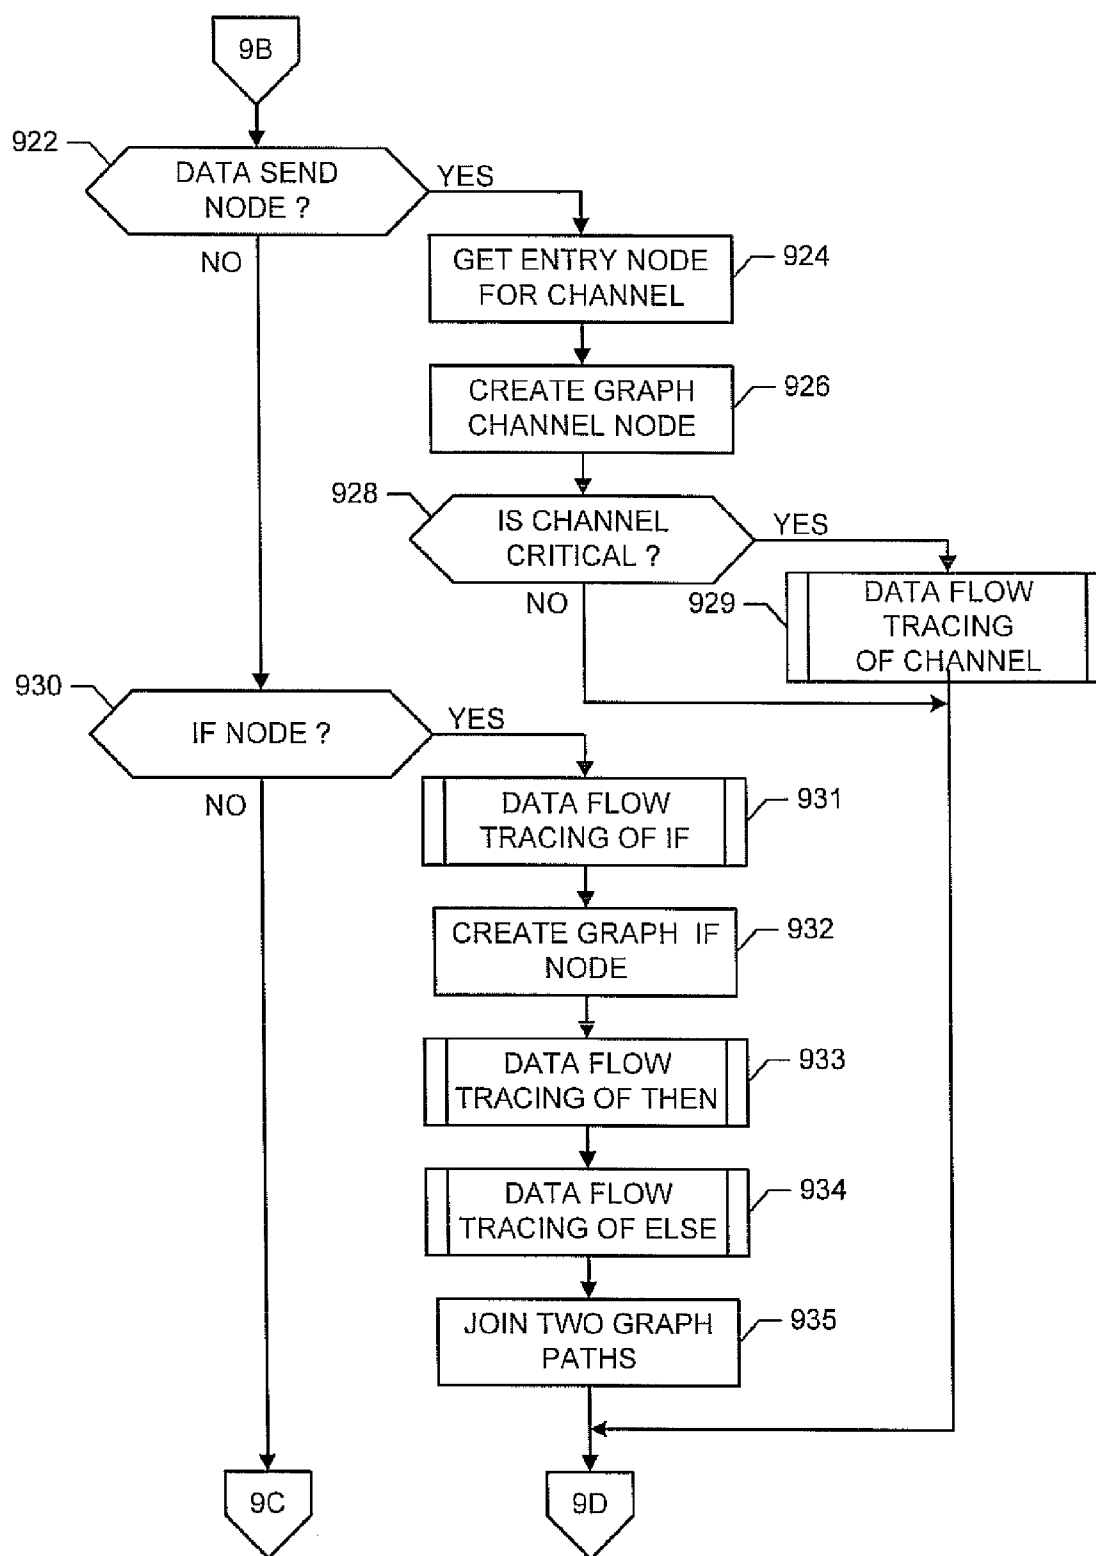 9B
922
DATA SEND
NODE ?
YES
NO
GET ENTRY NODE
FOR CHANNEL
924
CREATE GRAPH
CHANNEL NODE
926
928
IS CHANNEL
CRITICAL ?
YES
NO
929
DATA FLOW
TRACING
OF CHANNEL
930
IF NODE ?
YES
NO
DATA FLOW
TRACING OF IF
931
CREATE GRAPH IF
NODE
932
DATA FLOW
TRACING OF THEN
933
DATA FLOW
TRACING OF ELSE
934
JOIN TWO GRAPH
PATHS
935
9C
9D